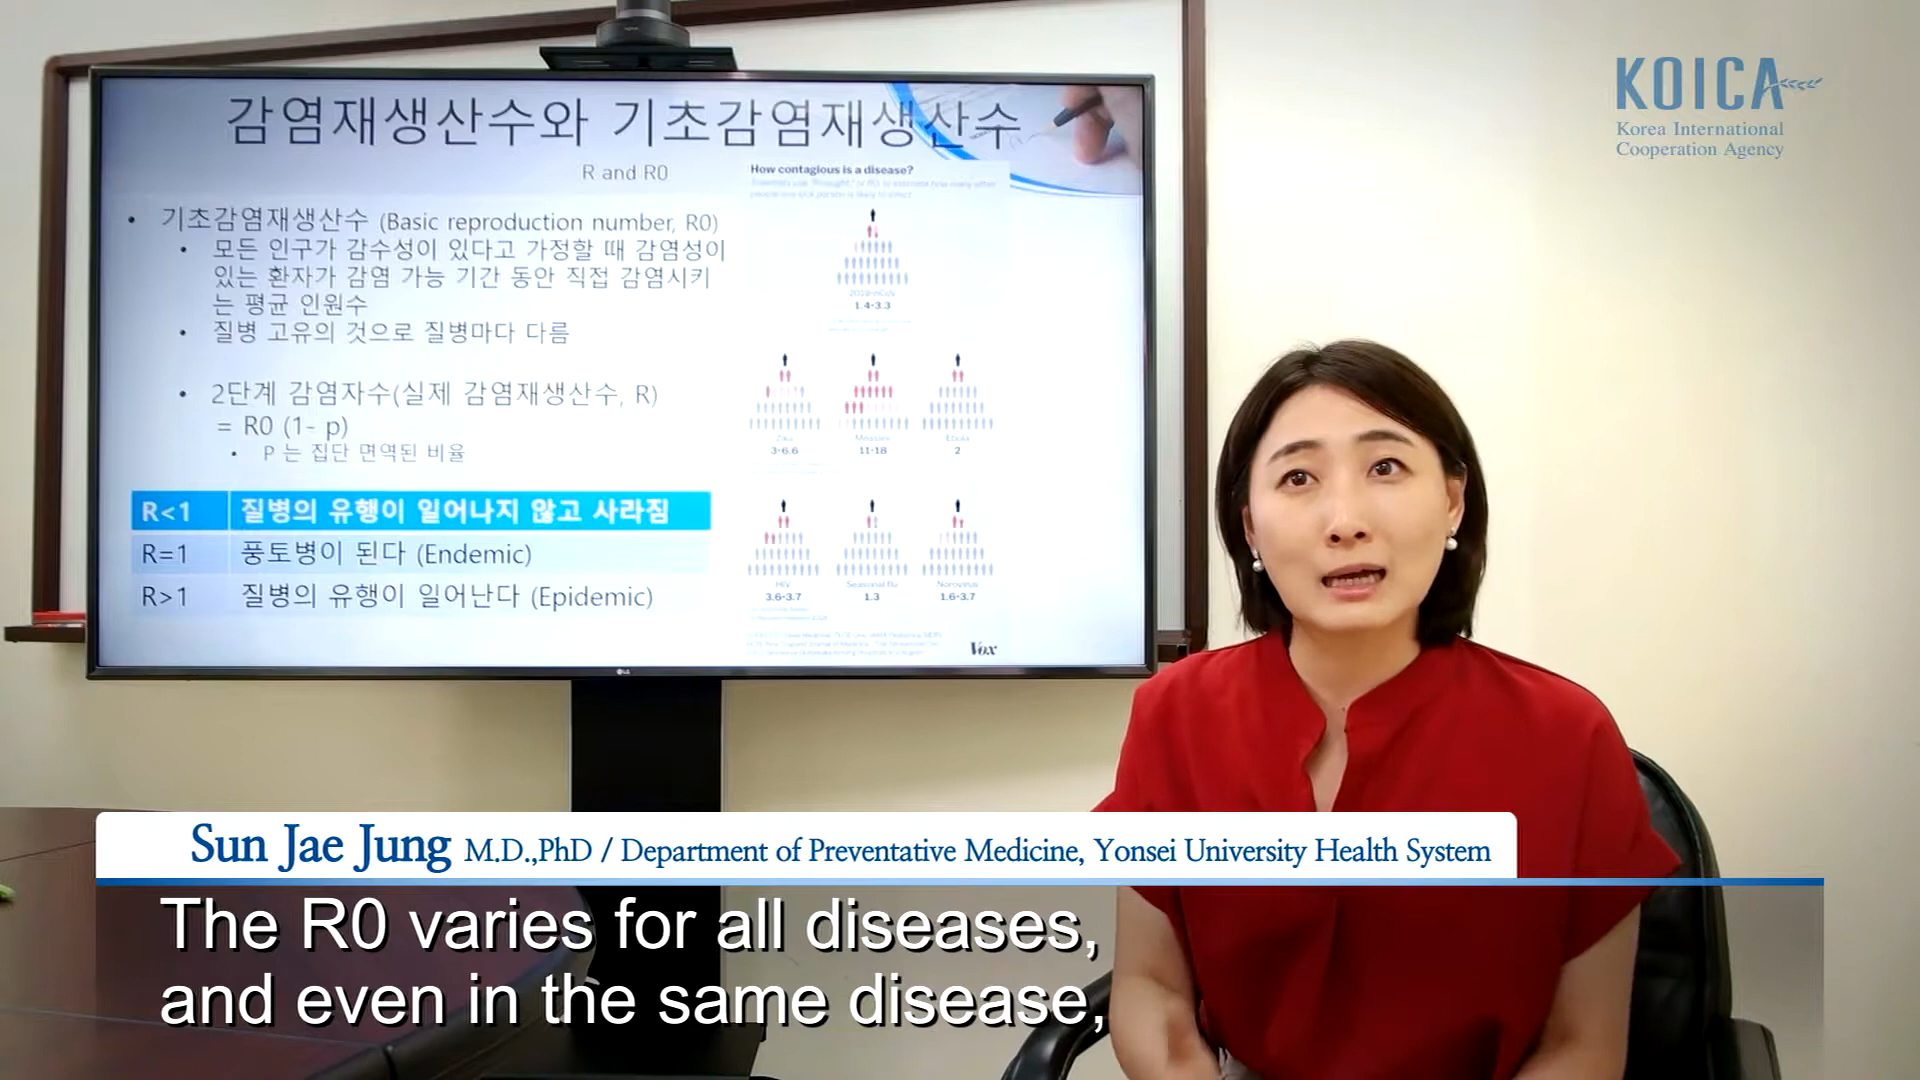 감염재생산수와 기초감염재생산수
R and R0
• 기초감염재생산수 (Basic reproduction number, R0)
• 모든 인구가 감수성이 있다고 가정할 때 감염성이
있는 환자가 감염 가능 기간 동안 직접 감염시키
는 평균 인원수
• 질병 고유의 것으로 질병마다 다름
• 2단계 감염자수(실제 감염재생산수, R)
= R0 (1- p)
• P 는 집단 면역된 비율
R<1 질병의 유행이 일어나지 않고 사라짐
R=1 풍토병이 된다 (Endemic)
R>1 질병의 유행이 일어난다 (Epidemic)
How contagious is a disease?
2019-nCoV
1.4-3.3
Zika Measles Ebola
3-6.6 11-18 2
HIV Seasonal flu Norovirus
3.6-3.7 1.3 1.6-3.7
Vox
LG
KOICA
Korea International
Cooperation Agency
Sun Jae Jung M.D.,PhD / Department of Preventative Medicine, Yonsei University Health System
The R0 varies for all diseases,
and even in the same disease,